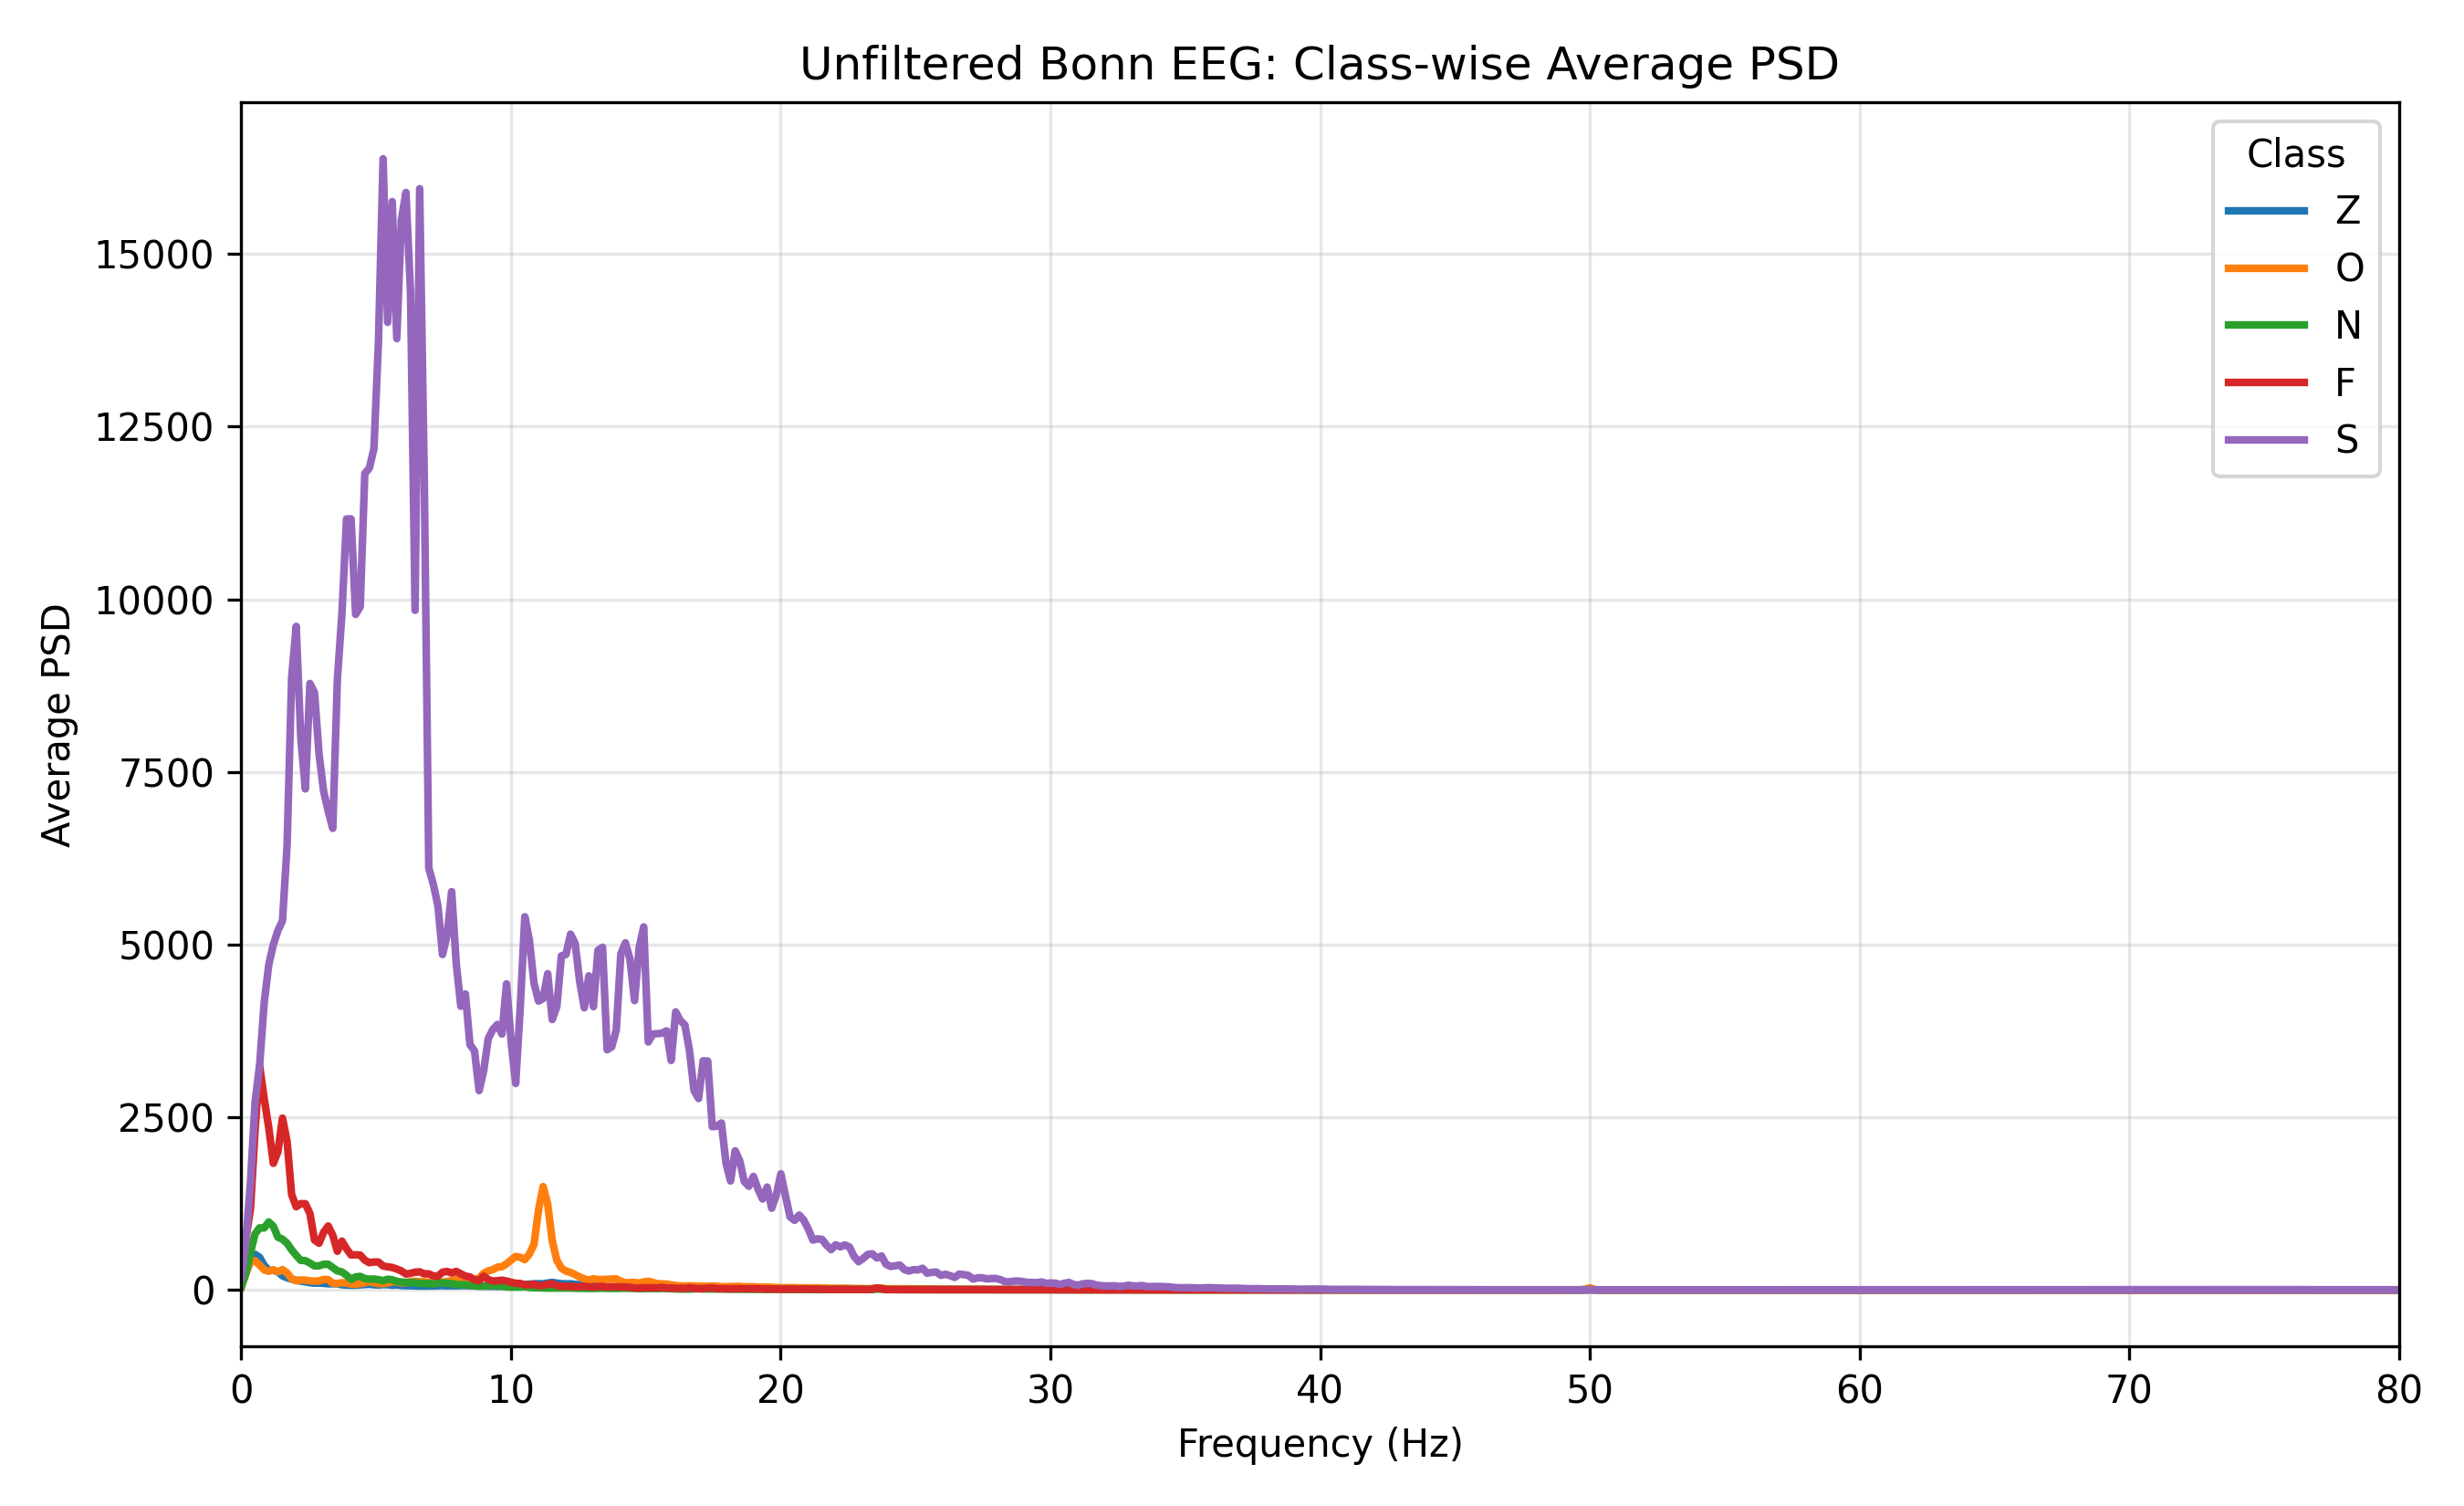 Unfiltered Bonn EEG: Class-wise Average PSD
Class
Z
O
N
F
S
Average PSD
15000
12500
10000
7500
5000
2500
0
0 10 20 30 40 50 60 70 80
Frequency (Hz)